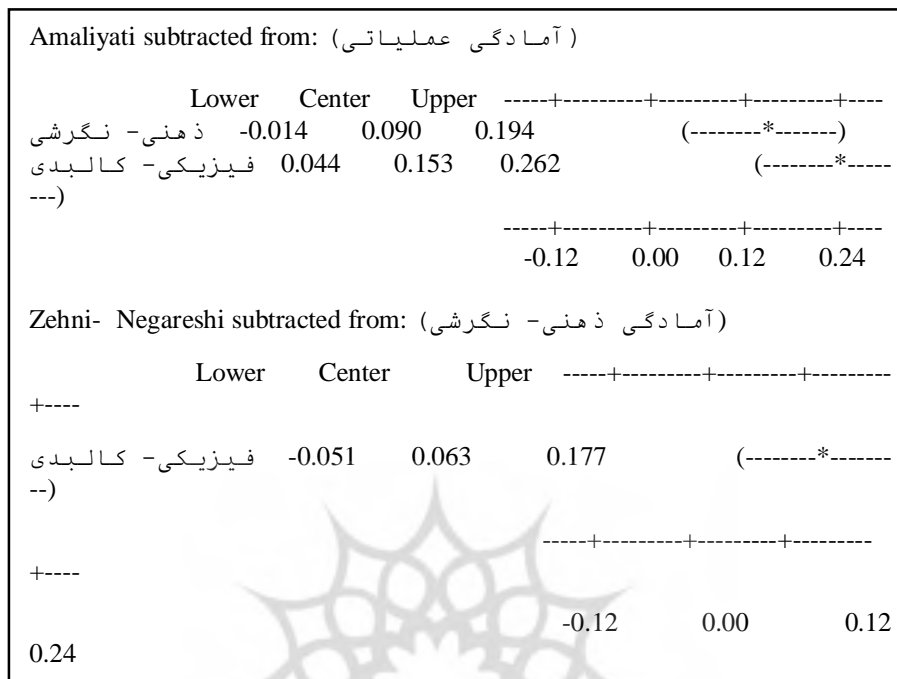 Amaliyati subtracted from: (آمادگی عملیاتی)
Lower Center Upper -----+---------+---------+---------+----
ذهنی- نگرشی -0.014 0.090 0.194 (--------*-------)
فیزیکی- کالبدی 0.044 0.153 0.262 (--------*-----
---)
-----+---------+---------+---------+----
-0.12 0.00 0.12 0.24
Zehni- Negareshi subtracted from: (آمادگی ذهنی- نگرشی)
Lower Center Upper -----+---------+---------+---------
+----
فیزیکی- کالبدی -0.051 0.063 0.177 (--------*-------
--)
-----+---------+---------+---------
+----
-0.12 0.00 0.12
0.24